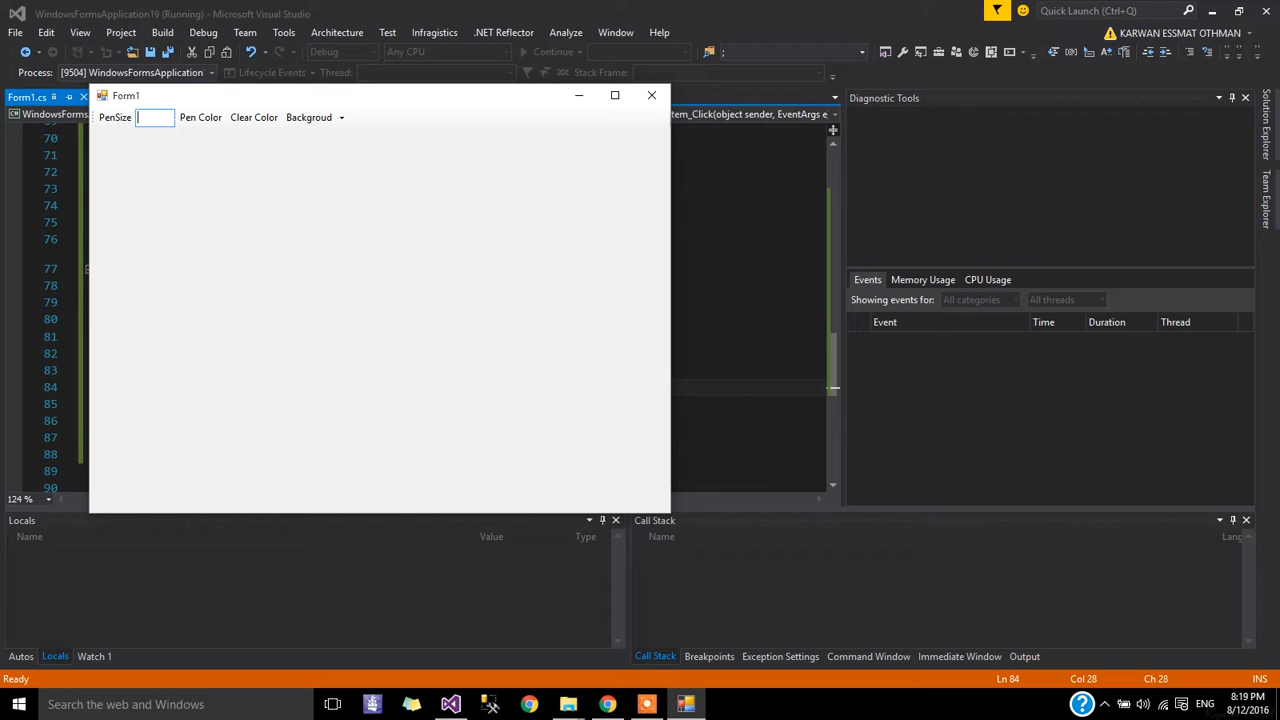 WindowsFormsApplication19 (Running) - Microsoft Visual Studio
Quick Launch (Ctrl+Q)
File Edit View Project Build Debug Team Tools Architecture Test Infragistics .NET Reflector Analyze Window Help
KARWAN ESSMAT OTHMAN
Debug Any CPU Continue ;
Process: [9504] WindowsFormsApplication Lifecycle Events Thread: Stack Frame:
Form1.cs
Form1
Diagnostic Tools
WindowsForms
tem_Click(object sender, EventArgs e
PenSize Pen Color Clear Color Backgroud
70
71
72
73
74
75
76
77
78
79
80
81
82
83
84
85
86
87
88
89
90
Events Memory Usage CPU Usage
Showing events for: All categories All threads
Event Time Duration Thread
124 %
Locals
Name Value Type
Call Stack
Name Lang
Autos Locals Watch 1
Call Stack Breakpoints Exception Settings Command Window Immediate Window Output
Solution Explorer
Team Explorer
Ready Ln 84 Col 28 Ch 28 INS
Search the web and Windows
ENG 8:19 PM
8/12/2016